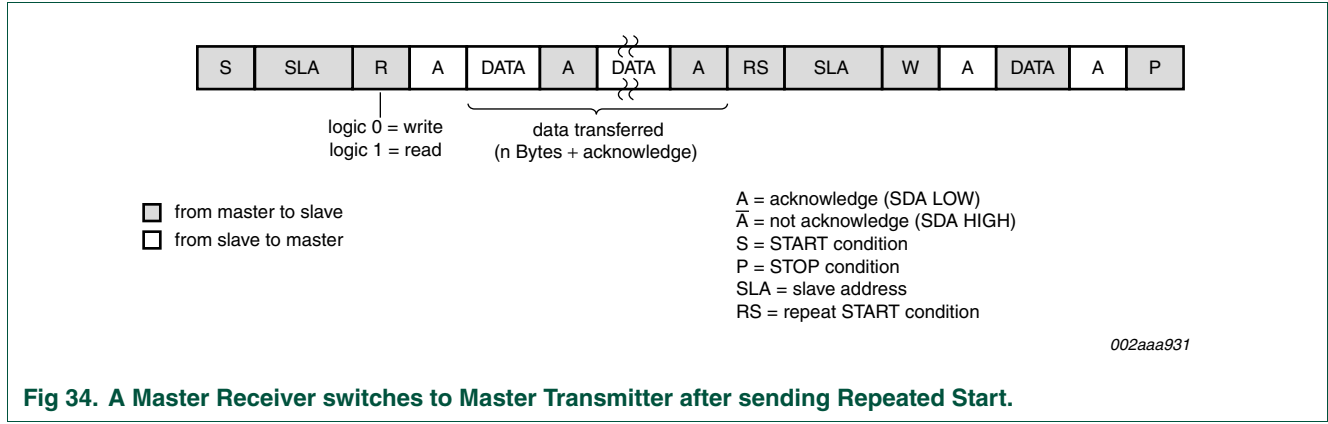 S SLA R A DATA A DATA A RS SLA W A DATA A P
logic 0 = write
logic 1 = read
data transferred
(n Bytes + acknowledge)
from master to slave
from slave to master
A = acknowledge (SDA LOW)
A̅ = not acknowledge (SDA HIGH)
S = START condition
P = STOP condition
SLA = slave address
RS = repeat START condition
002aaa931
Fig 34. A Master Receiver switches to Master Transmitter after sending Repeated Start.